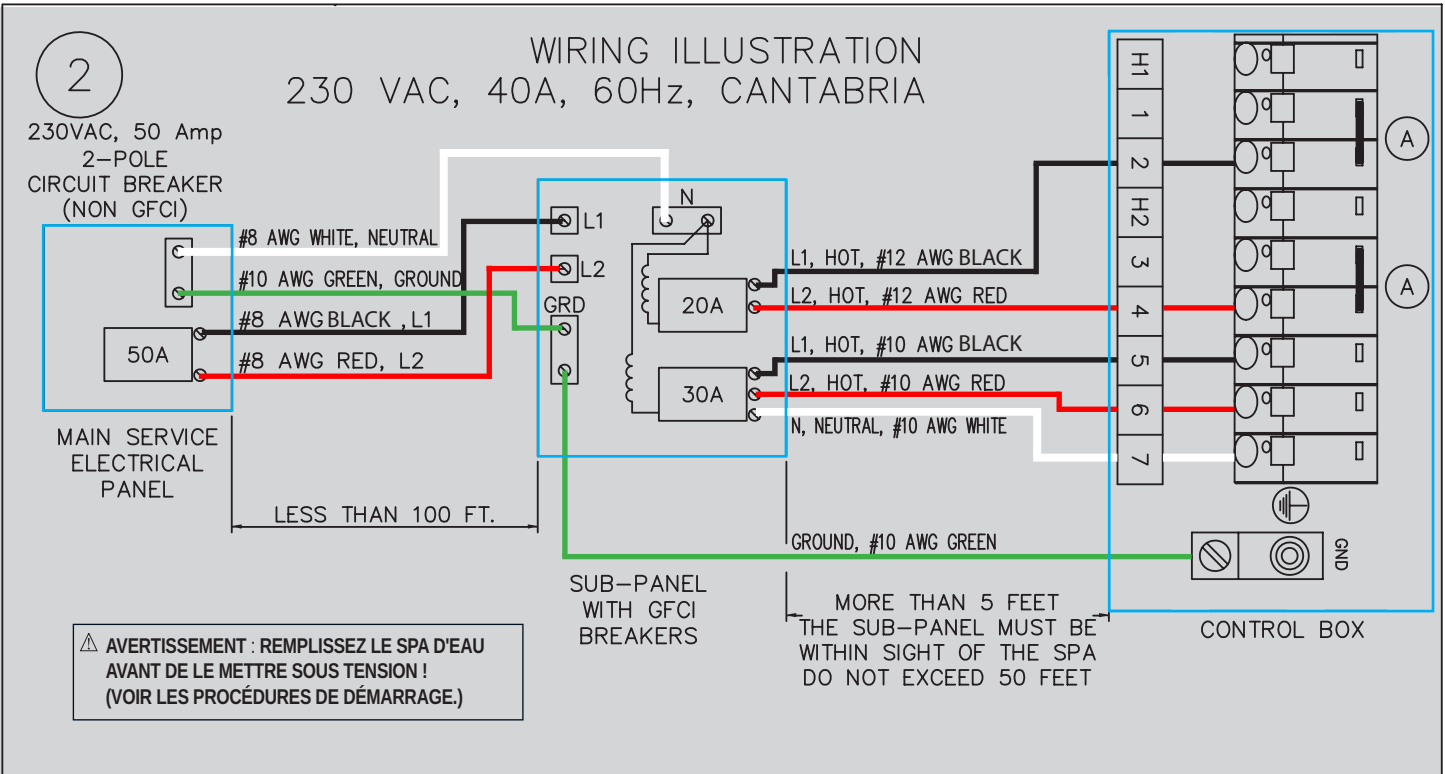 2
WIRING ILLUSTRATION
230 VAC, 40A, 60Hz, CANTABRIA
230VAC, 50 Amp
2-POLE
CIRCUIT BREAKER
(NON GFCI)
#8 AWG WHITE, NEUTRAL
#10 AWG GREEN, GROUND
#8 AWG BLACK , L1
#8 AWG RED, L2
50A
MAIN SERVICE
ELECTRICAL
PANEL
LESS THAN 100 FT.
L1
L2
GRD
N
20A
30A
SUB-PANEL
WITH GFCI
BREAKERS
L1, HOT, #12 AWG BLACK
L2, HOT, #12 AWG RED
L1, HOT, #10 AWG BLACK
L2, HOT, #10 AWG RED
N, NEUTRAL, #10 AWG WHITE
GROUND, #10 AWG GREEN
MORE THAN 5 FEET
THE SUB-PANEL MUST BE
WITHIN SIGHT OF THE SPA
DO NOT EXCEED 50 FEET
H1
1
2
H2
3
4
5
6
7
A
A
GND
CONTROL BOX
⚠ AVERTISSEMENT : REMPLISSEZ LE SPA D'EAU
AVANT DE LE METTRE SOUS TENSION !
(VOIR LES PROCÉDURES DE DÉMARRAGE.)